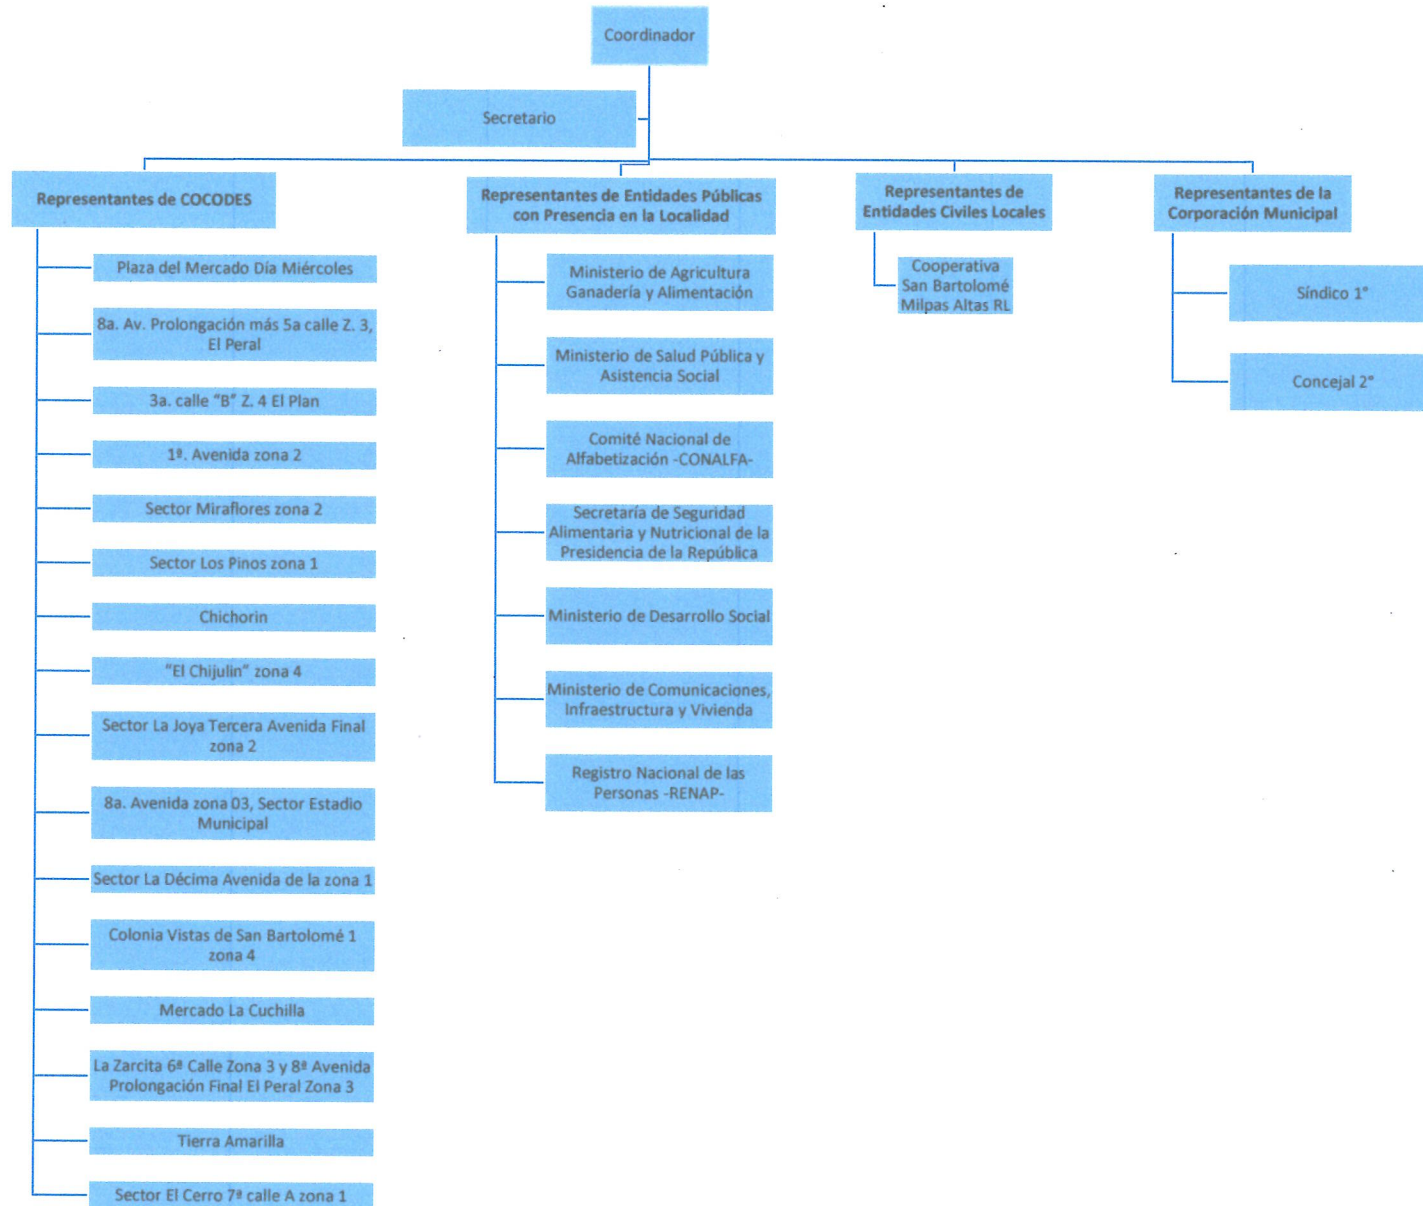 Coordinador
Secretario
Representantes de COCODES
Plaza del Mercado Día Miércoles
8a. Av. Prolongación más 5a calle Z. 3,
El Peral
3a. calle "B" Z. 4 El Plan
1ª. Avenida zona 2
Sector Miraflores zona 2
Sector Los Pinos zona 1
Chichorin
"El Chijulin" zona 4
Sector La Joya Tercera Avenida Final
zona 2
8a. Avenida zona 03, Sector Estadio
Municipal
Sector La Décima Avenida de la zona 1
Colonia Vistas de San Bartolomé 1
zona 4
Mercado La Cuchilla
La Zarcita 6ª Calle Zona 3 y 8ª Avenida
Prolongación Final El Peral Zona 3
Tierra Amarilla
Sector El Cerro 7ª calle A zona 1
Representantes de Entidades Públicas
con Presencia en la Localidad
Ministerio de Agricultura
Ganadería y Alimentación
Ministerio de Salud Pública y
Asistencia Social
Comité Nacional de
Alfabetización -CONALFA-
Secretaría de Seguridad
Alimentaria y Nutricional de la
Presidencia de la República
Ministerio de Desarrollo Social
Ministerio de Comunicaciones,
Infraestructura y Vivienda
Registro Nacional de las
Personas -RENAP-
Representantes de
Entidades Civiles Locales
Cooperativa
San Bartolomé
Milpas Altas RL
Representantes de la
Corporación Municipal
Síndico 1°
Concejal 2°